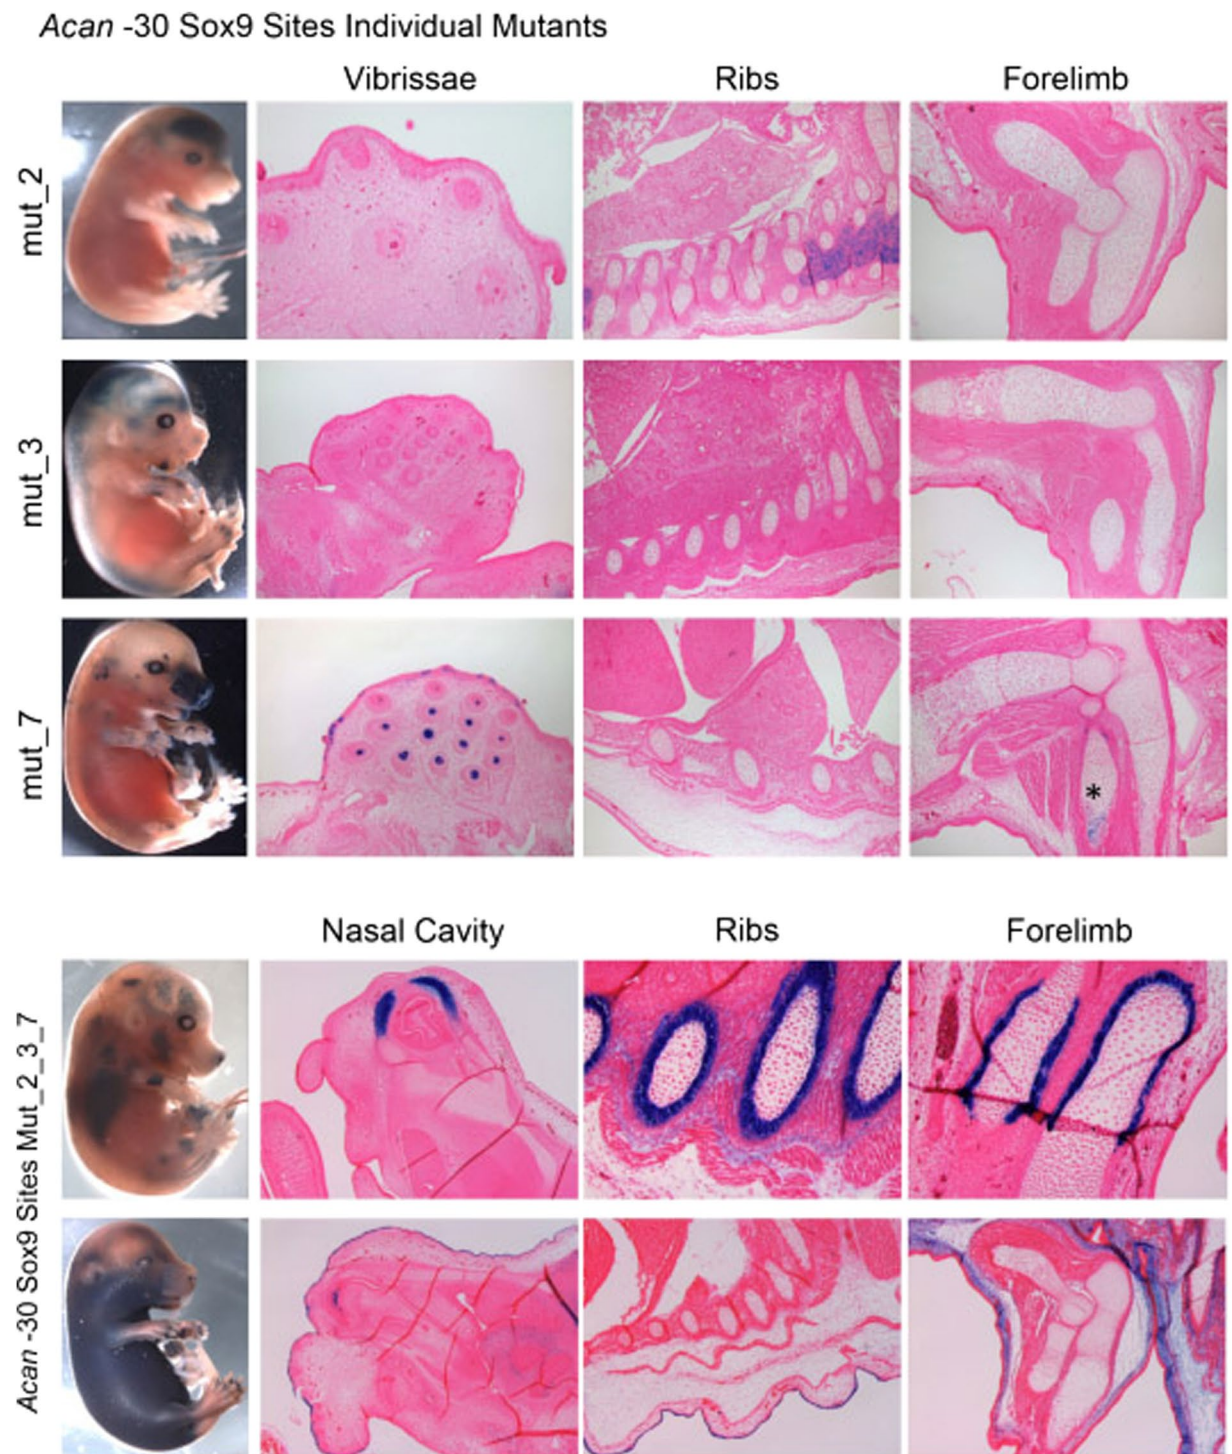 Acan -30 Sox9 Sites Individual Mutants
Vibrissae Ribs Forelimb
mut_2
mut_3
mut_7
*
Nasal Cavity Ribs Forelimb
Acan -30 Sox9 Sites Mut_2_3_7